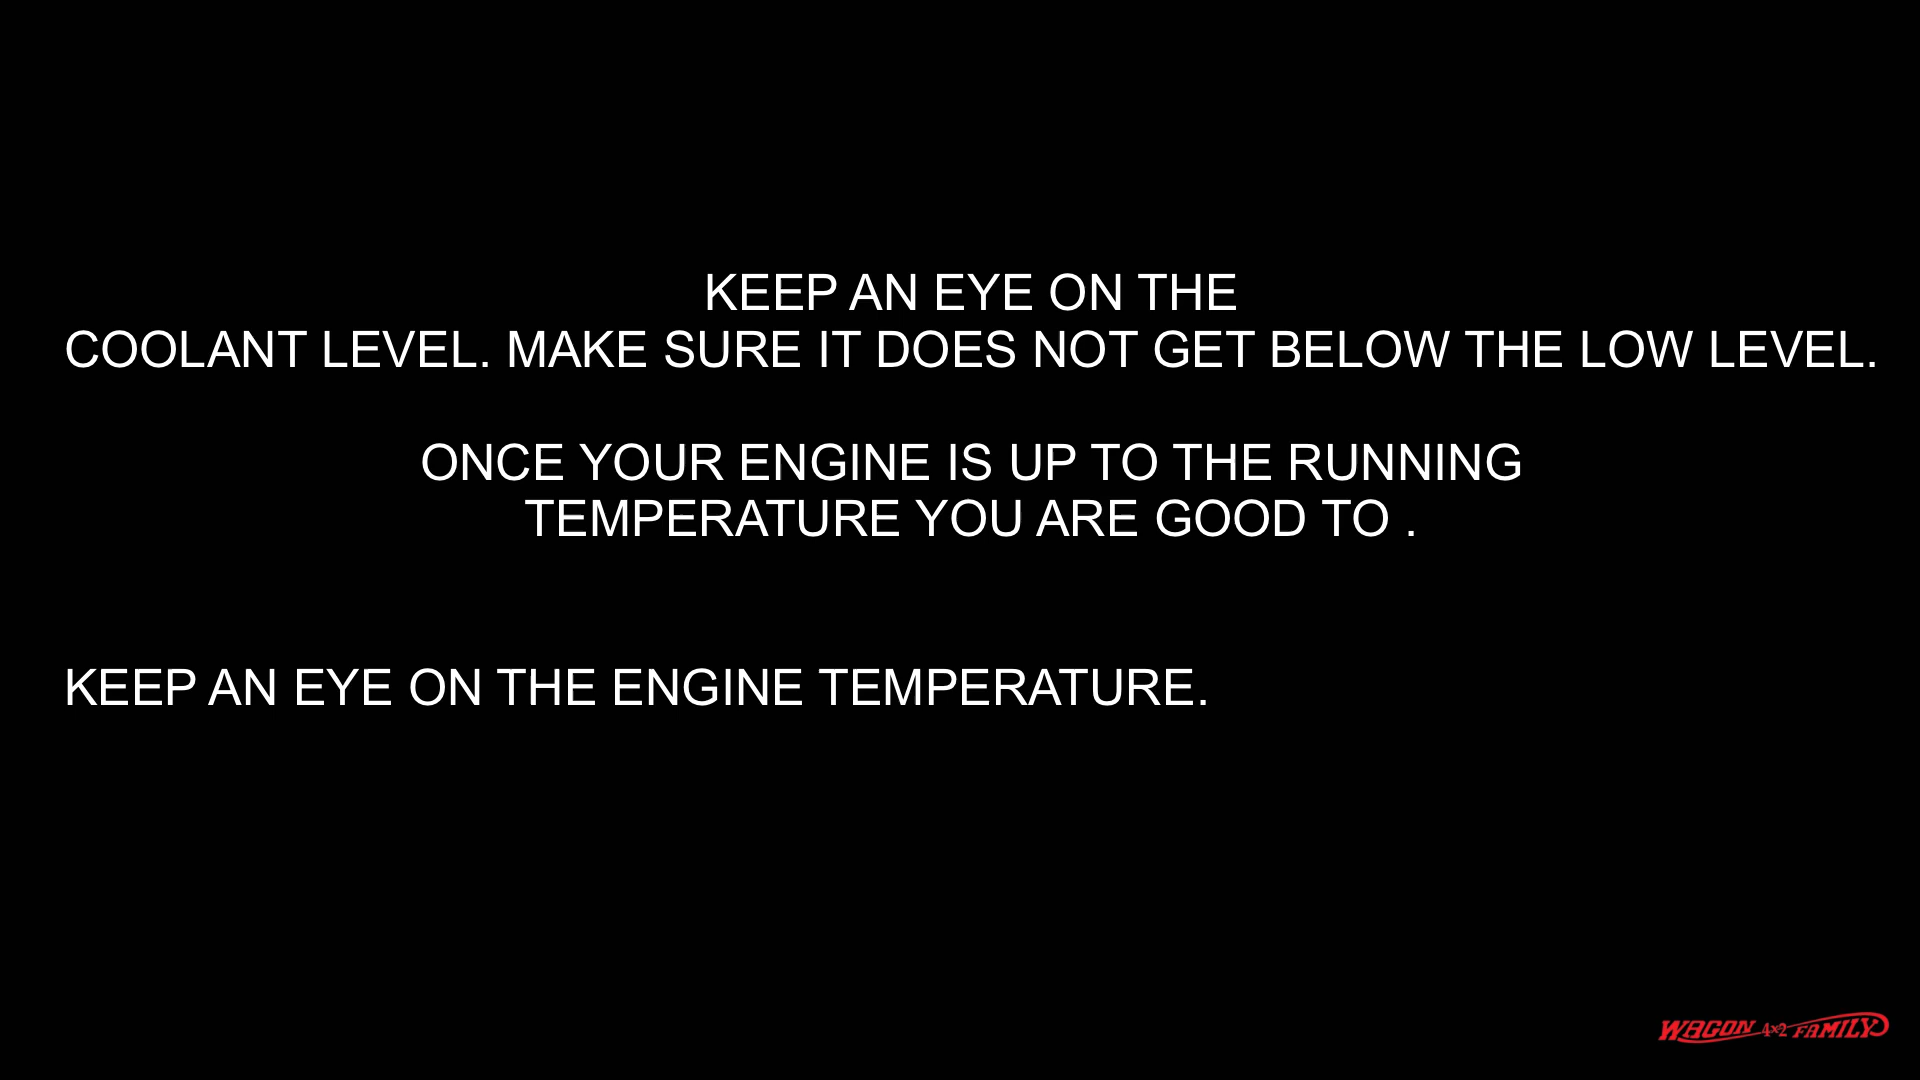 KEEP AN EYE ON THE
COOLANT LEVEL. MAKE SURE IT DOES NOT GET BELOW THE LOW LEVEL.
ONCE YOUR ENGINE IS UP TO THE RUNNING
TEMPERATURE YOU ARE GOOD TO .
KEEP AN EYE ON THE ENGINE TEMPERATURE.
WAGON 4x2 FAMILY